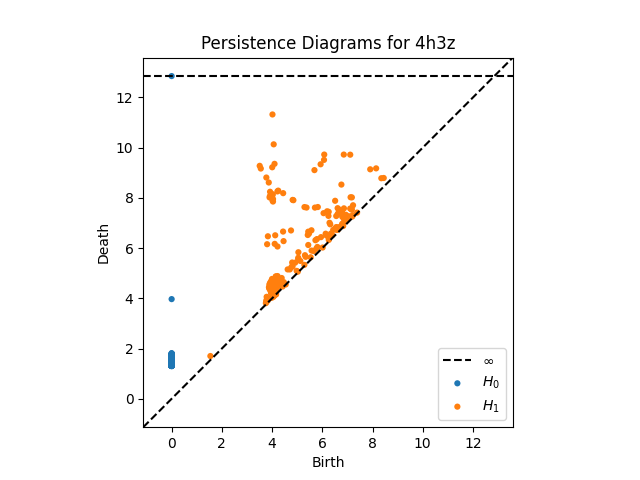 Persistence Diagrams for 4h3z
Death
12
10
8
6
4
2
0
0 2 4 6 8 10 12
Birth
∞
H₀
H₁